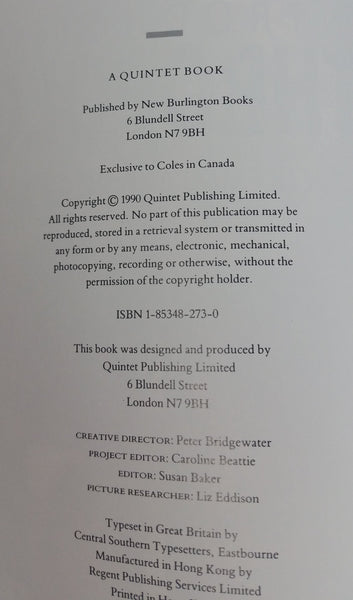 A QUINTET BOOK
Published by New Burlington Books
6 Blundell Street
London N7 9BH
Exclusive to Coles in Canada
Copyright © 1990 Quintet Publishing Limited.
All rights reserved. No part of this publication may be
reproduced, stored in a retrieval system or transmitted in
any form or by any means, electronic, mechanical,
photocopying, recording or otherwise, without the
permission of the copyright holder.
ISBN 1-85348-273-0
This book was designed and produced by
Quintet Publishing Limited
6 Blundell Street
London N7 9BH
CREATIVE DIRECTOR: Peter Bridgewater
PROJECT EDITOR: Caroline Beattie
EDITOR: Susan Baker
PICTURE RESEARCHER: Liz Eddison
Typeset in Great Britain by
Central Southern Typesetters, Eastbourne
Manufactured in Hong Kong by
Regent Publishing Services Limited
Printed in